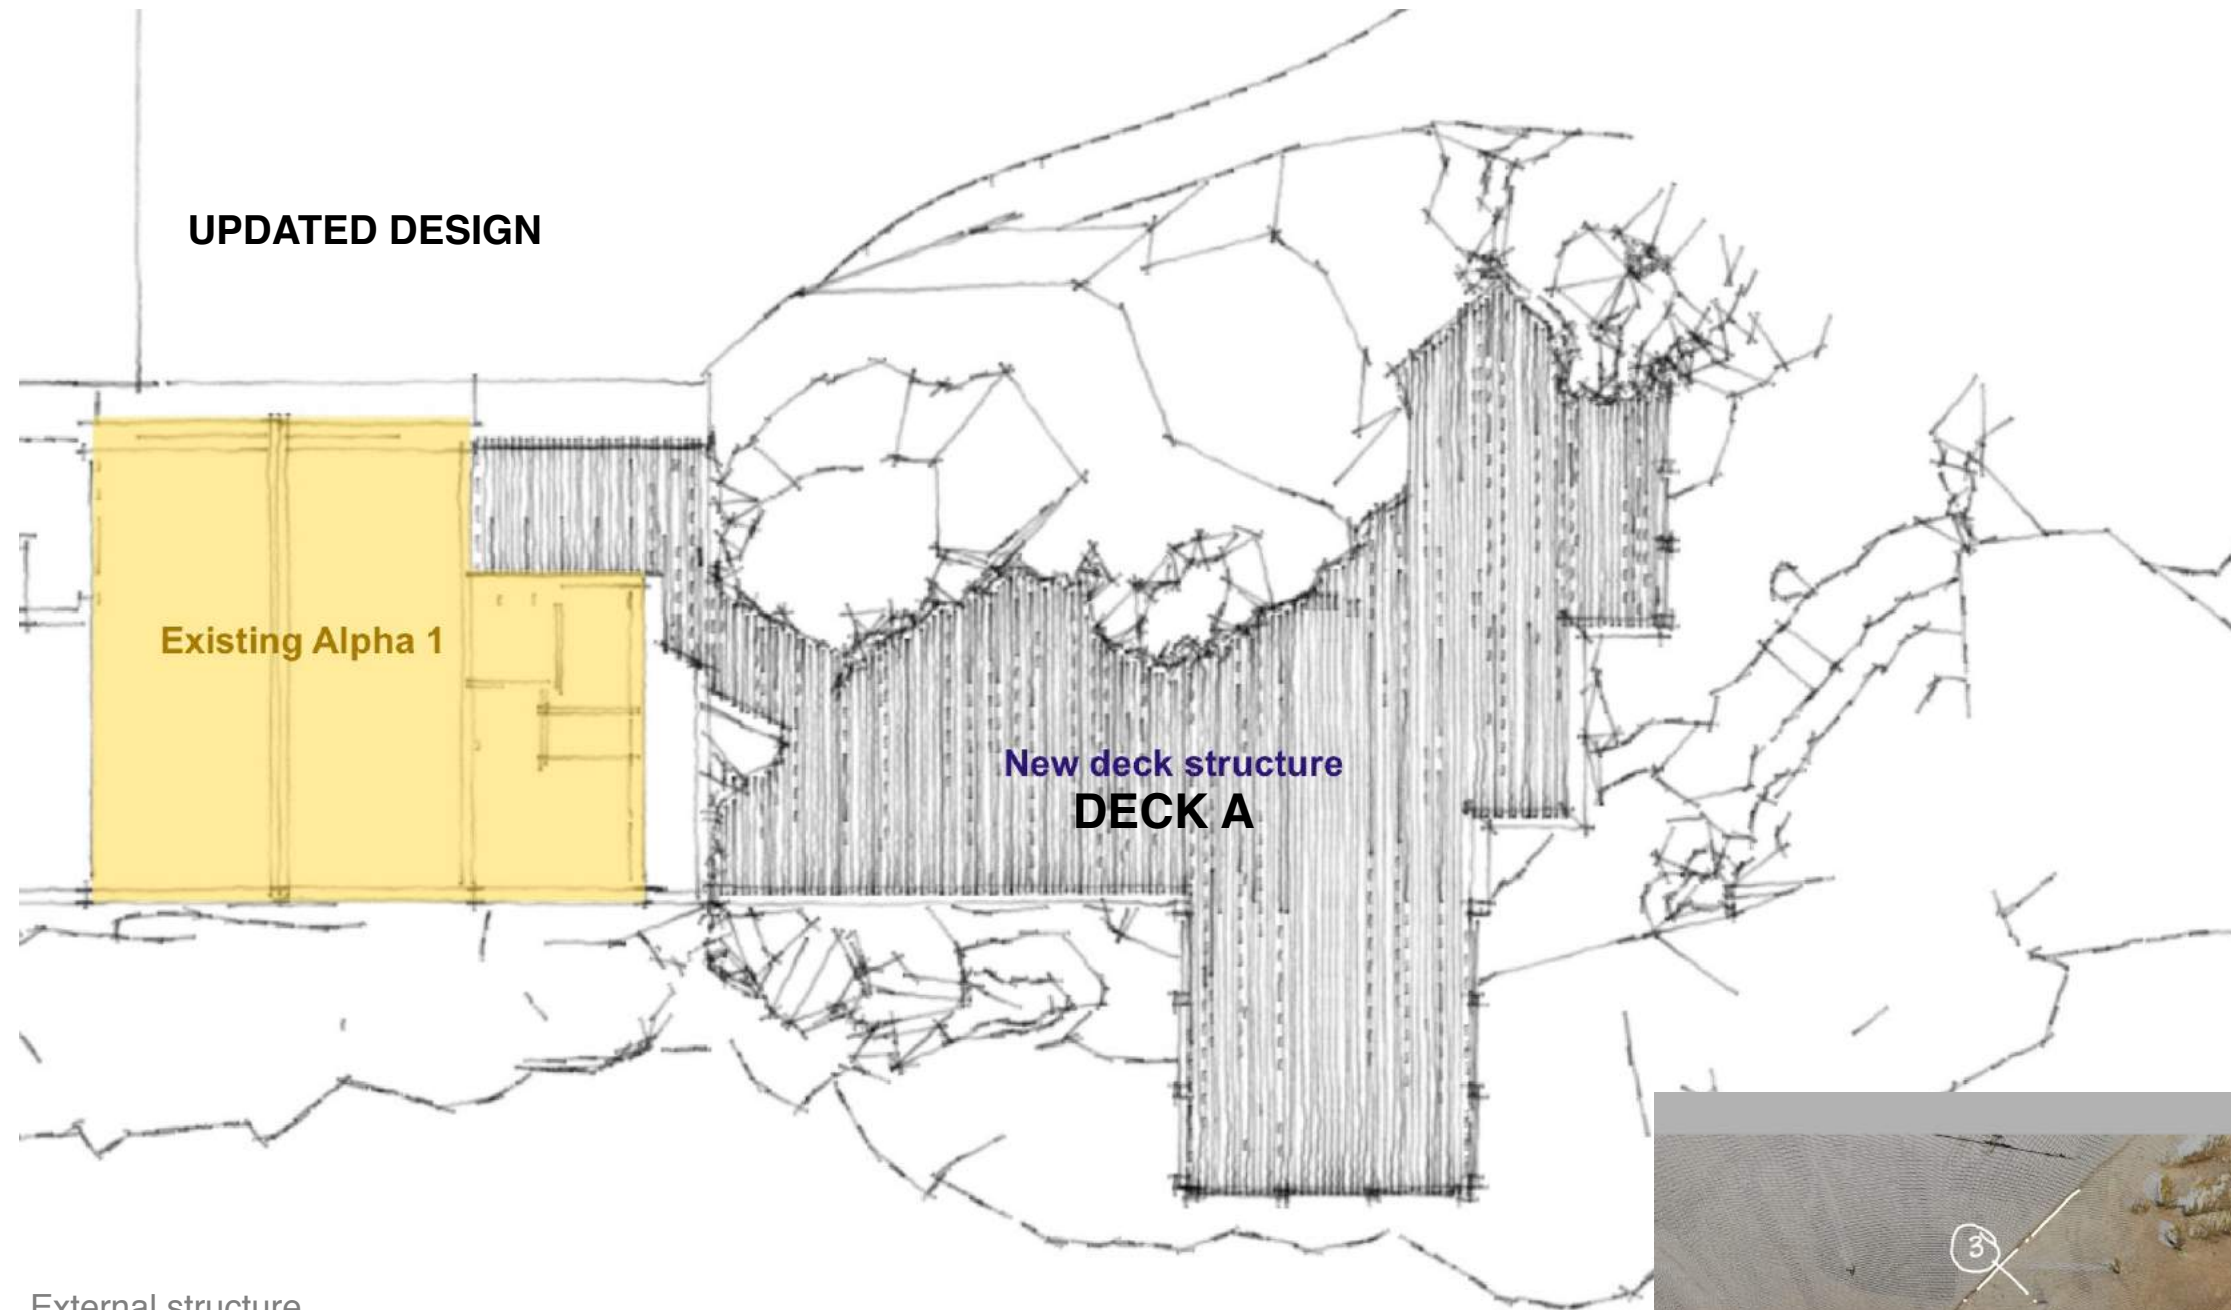 UPDATED DESIGN
Existing Alpha 1
New deck structure
DECK A
3
External structure